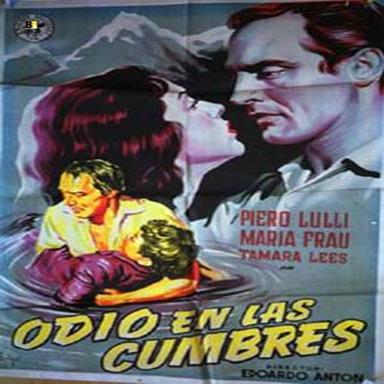 PIERO LULLI
MARIA FRAU
TAMARA LEES
ODIO EN LAS
CUMBRES
DIRECTOR
EDOARDO ANTON